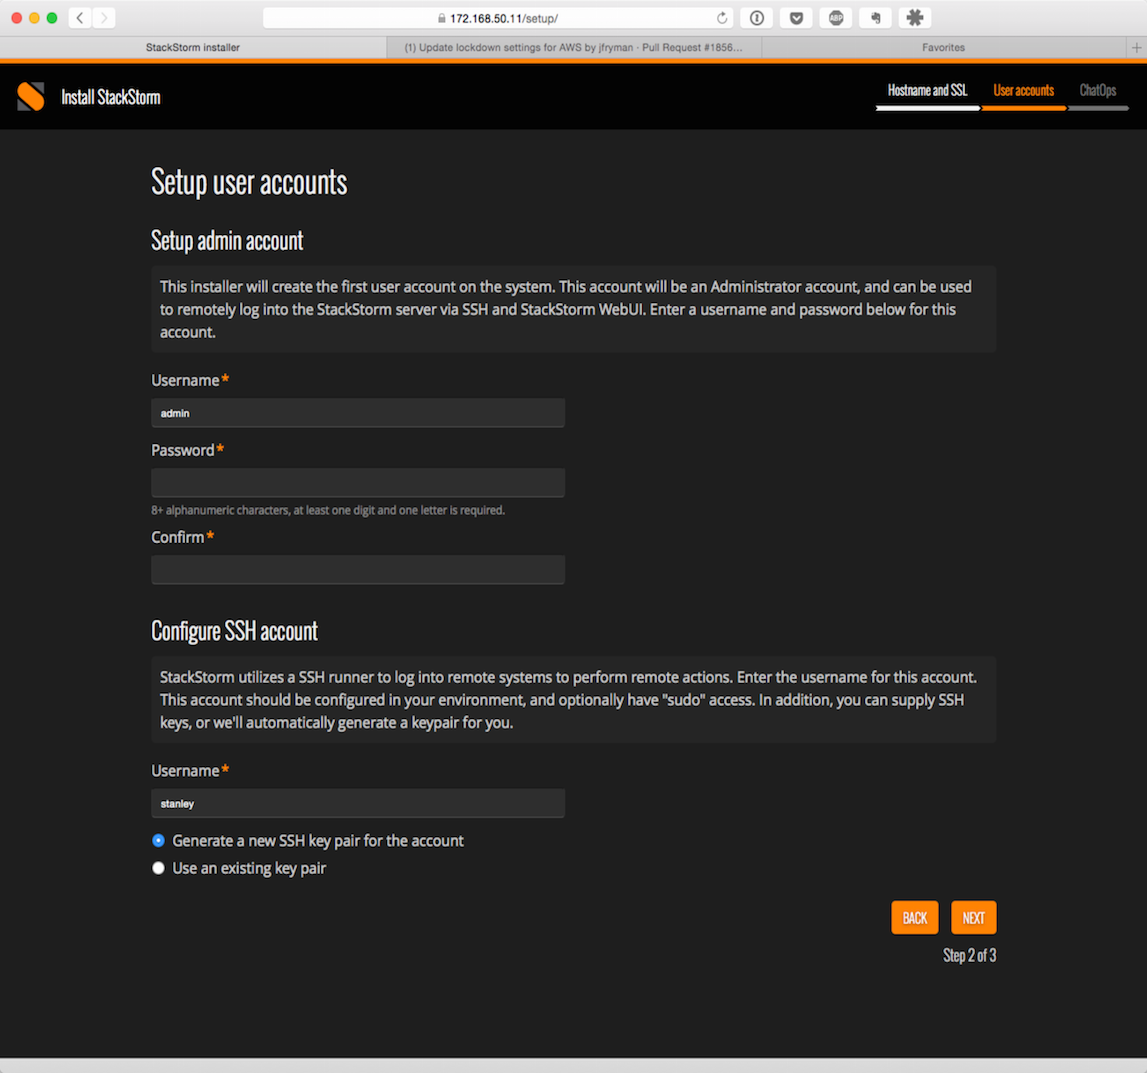 172.168.50.11/setup/
ABP
StackStorm installer
(1) Update lockdown settings for AWS by jfryman · Pull Request #1856...
Favorites
Install StackStorm
Hostname and SSL
User accounts
ChatOps
Setup user accounts
Setup admin account
This installer will create the first user account on the system. This account will be an Administrator account, and can be used
to remotely log into the StackStorm server via SSH and StackStorm WebUI. Enter a username and password below for this
account.
Username*
admin
Password*
8+ alphanumeric characters, at least one digit and one letter is required.
Confirm*
Configure SSH account
StackStorm utilizes a SSH runner to log into remote systems to perform remote actions. Enter the username for this account.
This account should be configured in your environment, and optionally have "sudo" access. In addition, you can supply SSH
keys, or we'll automatically generate a keypair for you.
Username*
stanley
Generate a new SSH key pair for the account
Use an existing key pair
BACK
NEXT
Step 2 of 3